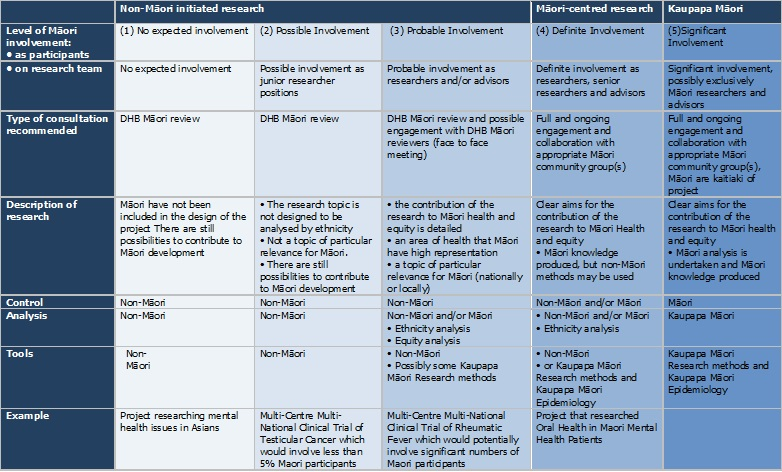 Non-Māori initiated research
Māori-centred research
Kaupapa Māori
Level of Māori
involvement:
• as participants
(1) No expected involvement
(2) Possible Involvement
(3) Probable Involvement
(4) Definite Involvement
(5)Significant
Involvement
• on research team
No expected involvement
Possible involvement as
junior researcher
positions
Probable involvement as
researchers and/or advisors
Definite involvement as
researchers, senior
researchers and advisors
Significant involvement,
possibly exclusively
Māori researchers and
advisors
Type of consultation
recommended
DHB Māori review
DHB Māori review
DHB Māori review and possible
engagement with DHB Māori
reviewers (face to face
meeting)
Full and ongoing
engagement and
collaboration with
appropriate Māori
community group(s)
Full and ongoing
engagement and
collaboration with
appropriate Māori
community group(s),
Māori are kaitiaki of
project
Description of
research
Māori have not been
included in the design of the
project There are still
possibilities to contribute to
Māori development
• The research topic is
not designed to be
analysed by ethnicity
• Not a topic of particular
relevance for Māori.
• There are still
possibilities to contribute
to Māori development
• the contribution of the
research to Māori health and
equity is detailed
• an area of health that Māori
have high representation
• a topic of particular
relevance for Māori (nationally
or locally)
Clear aims for the
contribution of the
research to Māori Health
and equity
• Māori knowledge
produced, but non-Māori
methods may be used
Clear aims for the
contribution of the
research to Māori health
and equity
• Māori analysis is
undertaken and Māori
knowledge produced
Control
Non-Māori
Non-Māori
Non-Māori
Non-Māori and/or Māori
Māori
Analysis
Non-Māori
Non-Māori
Non-Māori and/or Māori
• Ethnicity analysis
• Equity analysis
• Non-Māori and/or Māori
• Ethnicity analysis
Kaupapa Māori
Tools
Non-
Māori
Non-Māori
• Non-Māori
• Possibly some Kaupapa
Māori Research methods
• Non-Māori
• or Kaupapa Māori
Research methods and
Kaupapa Māori
Epidemiology
Kaupapa Māori
Research methods and
Kaupapa Māori
Epidemiology
Example
Project researching mental
health issues in Asians
Multi-Centre Multi-
National Clinical Trial of
Testicular Cancer which
would involve less than
5% Maori participants
Multi-Centre Multi-National
Clinical Trial of Rheumatic
Fever which would potentially
involve significant numbers of
Maori participants
Project that researched
Oral Health in Maori Mental
Health Patients